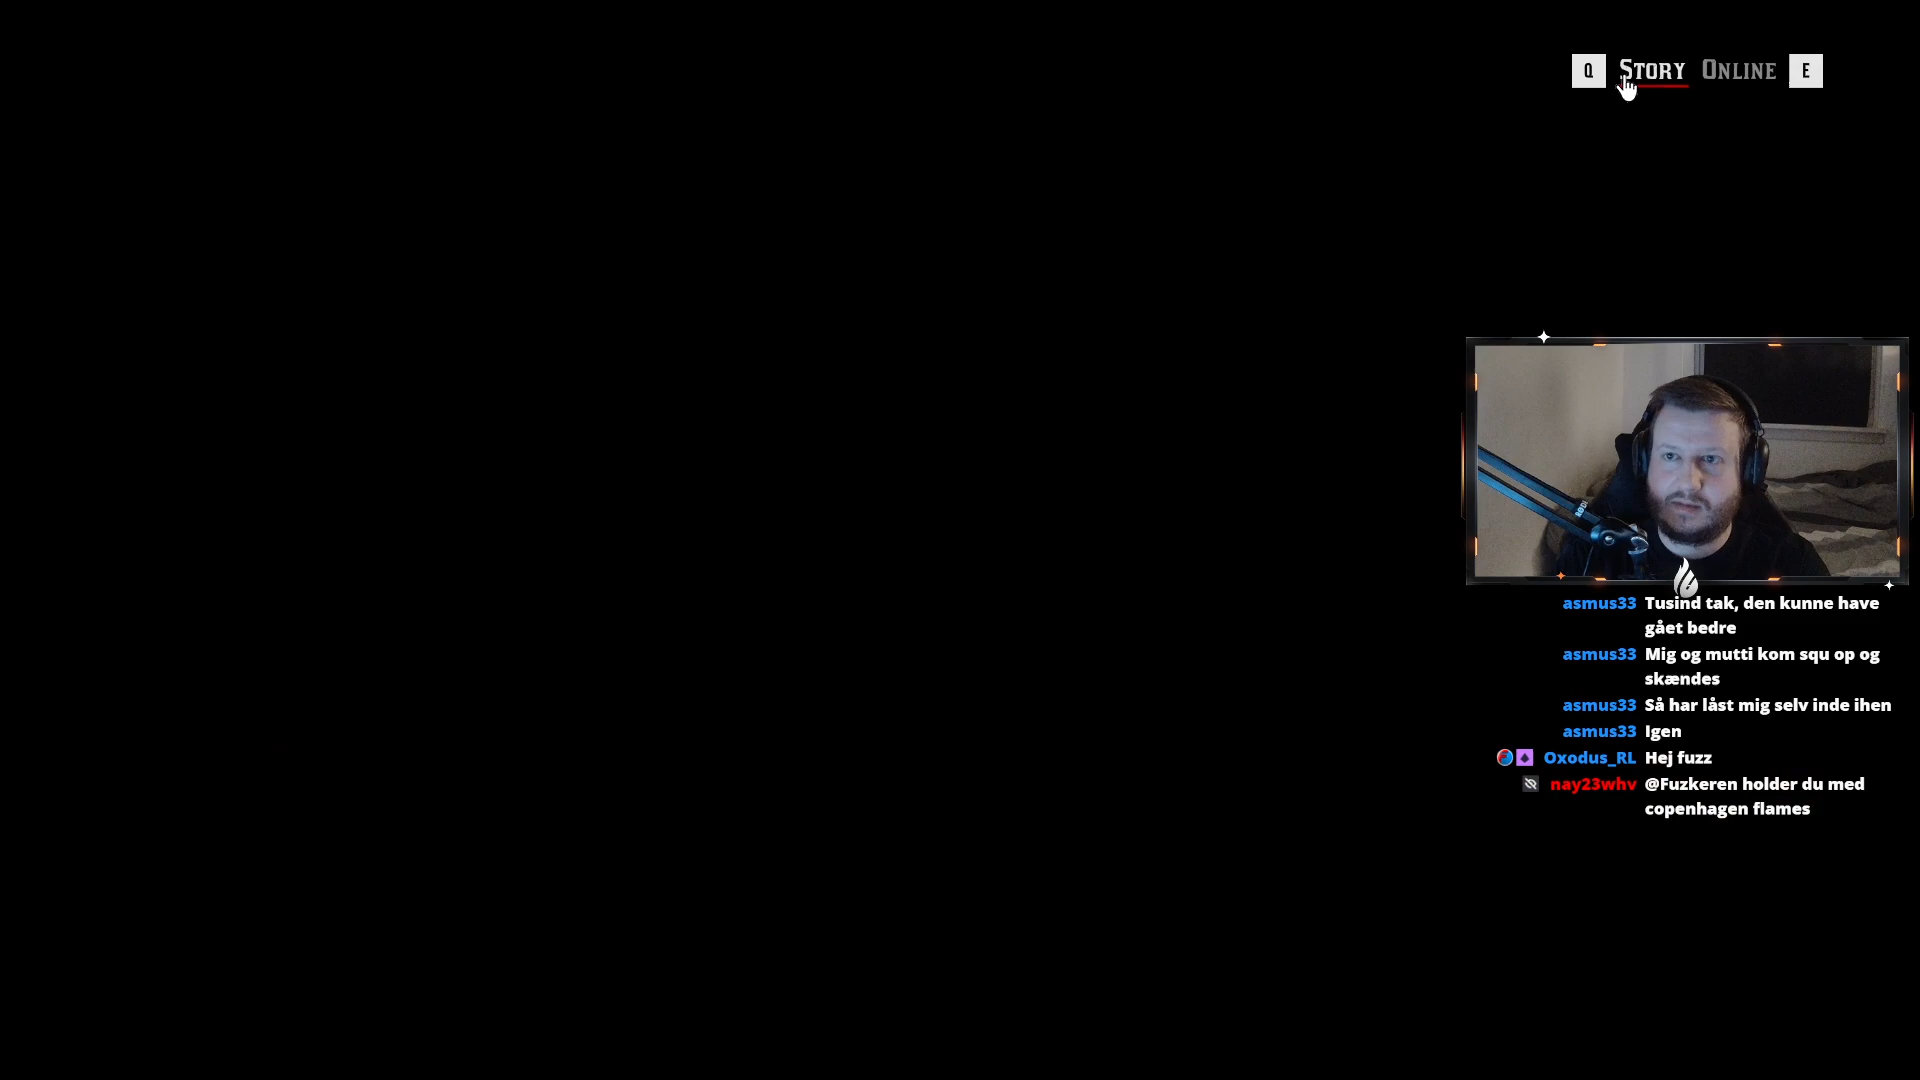 Q STORY ONLINE E
RØDE
asmus33 Tusind tak, den kunne have
gået bedre
asmus33 Mig og mutti kom squ op og
skændes
asmus33 Så har låst mig selv inde ihen
asmus33 Igen
Oxodus_RL Hej fuzz
nay23whv @Fuzkeren holder du med
copenhagen flames